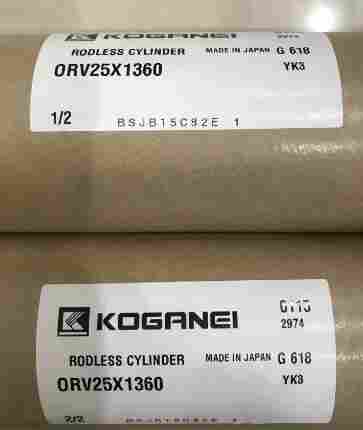 KOGANEI 2974
RODLESS CYLINDER MADE IN JAPAN G 618
ORV25X1360 YK3
1/2 BSJB15C82E 1
KOGANEI
2974
RODLESS CYLINDER MADE IN JAPAN G 618
ORV25X1360 YK3
2/2